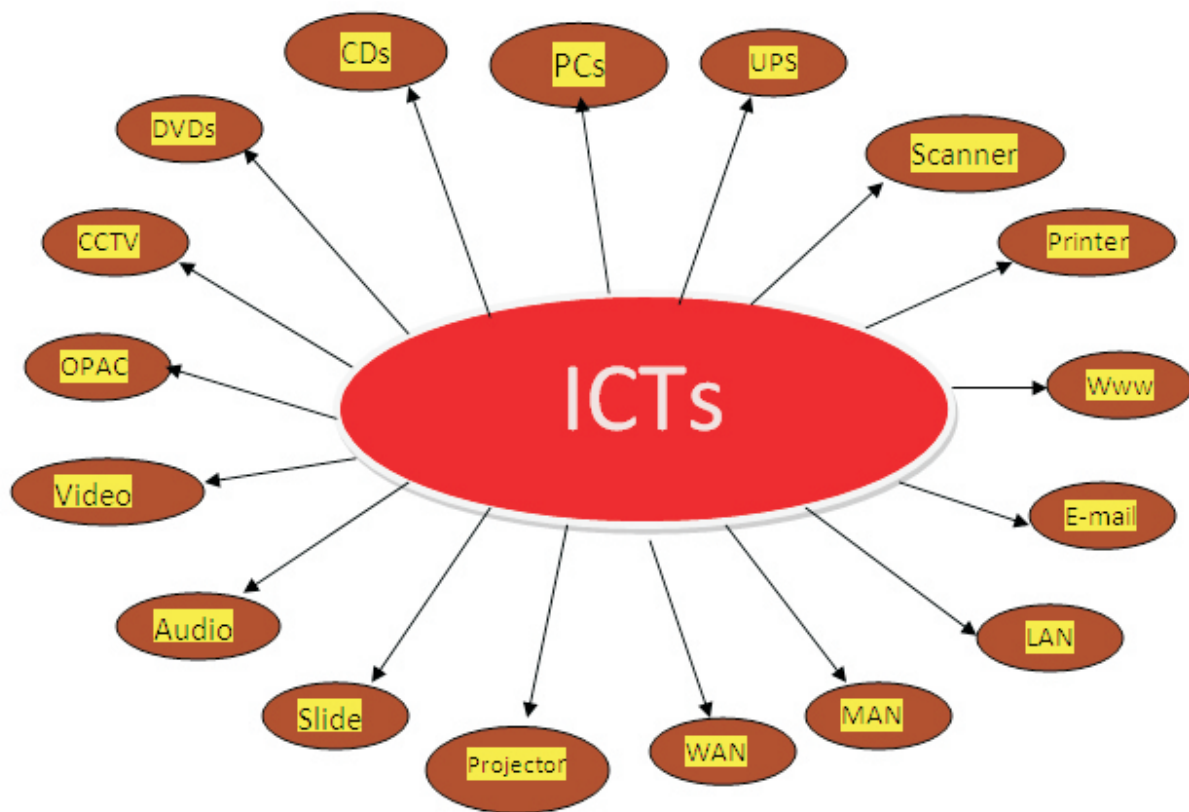 CDs
PCs
UPS
DVDs
Scanner
CCTV
Printer
OPAC
ICTs
Www
Video
E-mail
Audio
LAN
Slide
MAN
Projector
WAN